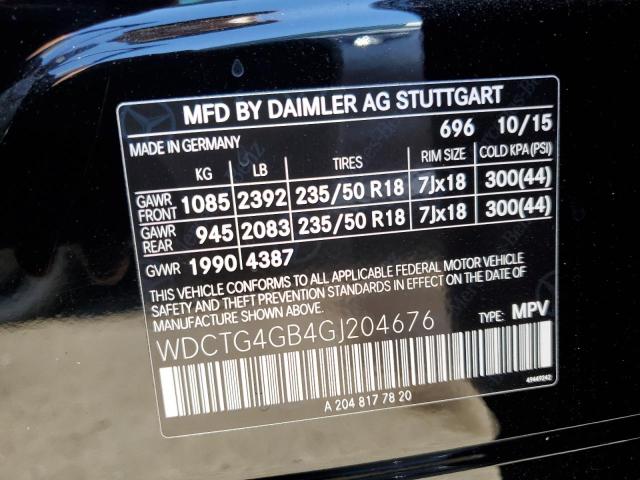 MFD BY DAIMLER AG STUTTGART
MADE IN GERMANY 696 10/15
KG LB TIRES RIM SIZE COLD KPA(PSI)
GAWR FRONT 1085 2392 235/50 R18 7Jx18 300(44)
GAWR REAR 945 2083 235/50 R18 7Jx18 300(44)
GVWR 1990 4387
THIS VEHICLE CONFORMS TO ALL APPLICABLE FEDERAL MOTOR VEHICLE
SAFETY AND THEFT PREVENTION STANDARDS IN EFFECT ON THE DATE OF
MANUFACTURE SHOWN ABOVE.
WDCTG4GB4GJ204676 TYPE: MPV
49449242
A 204 817 78 20